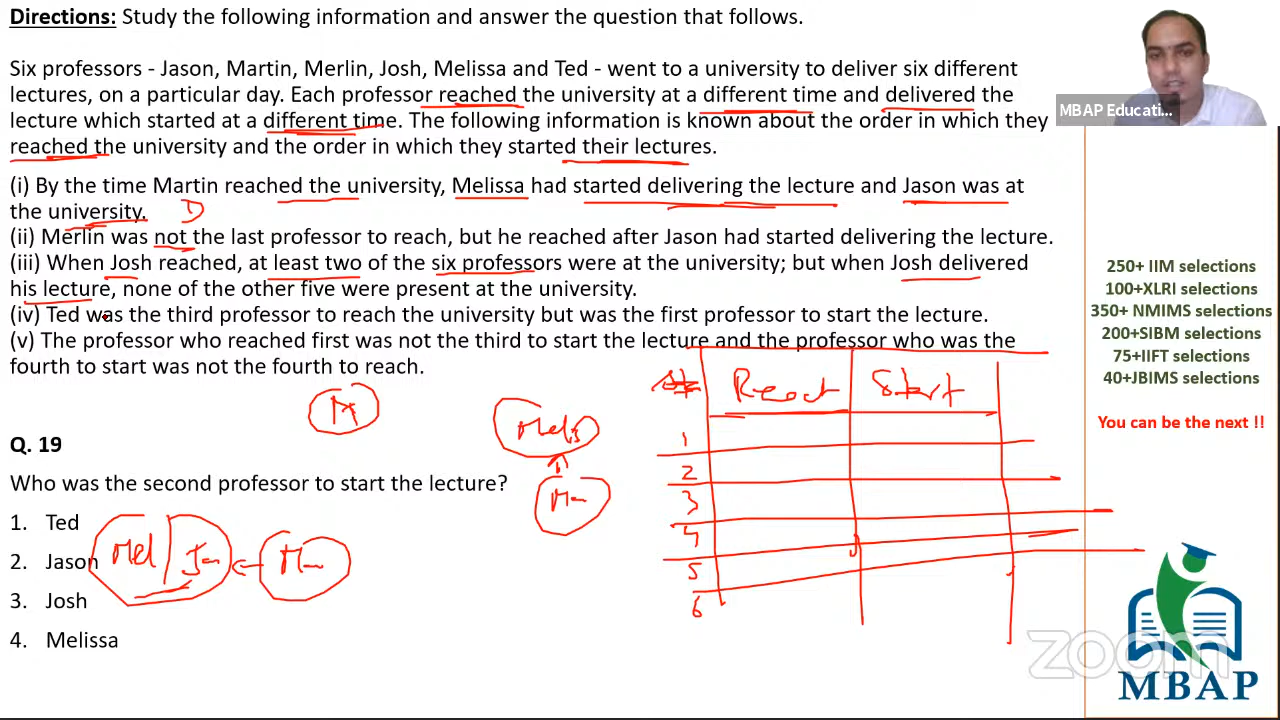 Directions: Study the following information and answer the question that follows.
Six professors - Jason, Martin, Merlin, Josh, Melissa and Ted - went to a university to deliver six different
lectures, on a particular day. Each professor reached the university at a different time and delivered the
lecture which started at a different time. The following information is known about the order in which they
reached the university and the order in which they started their lectures.
(i) By the time Martin reached the university, Melissa had started delivering the lecture and Jason was at
the university. D
(ii) Merlin was not the last professor to reach, but he reached after Jason had started delivering the lecture.
(iii) When Josh reached, at least two of the six professors were at the university; but when Josh delivered
his lecture, none of the other five were present at the university.
(iv) Ted was the third professor to reach the university but was the first professor to start the lecture.
(v) The professor who reached first was not the third to start the lecture and the professor who was the
fourth to start was not the fourth to reach.
Reach Start
1
2
3
4
5
6
M
Melis
Mn
Q. 19
Who was the second professor to start the lecture?
1. Ted
2. Jason
3. Josh
4. Melissa
Mel Jn
Mn
MBAP Educati...
250+ IIM selections
100+XLRI selections
350+ NMIMS selections
200+SIBM selections
75+IIFT selections
40+JBIMS selections
You can be the next !!
zoom
MBAP